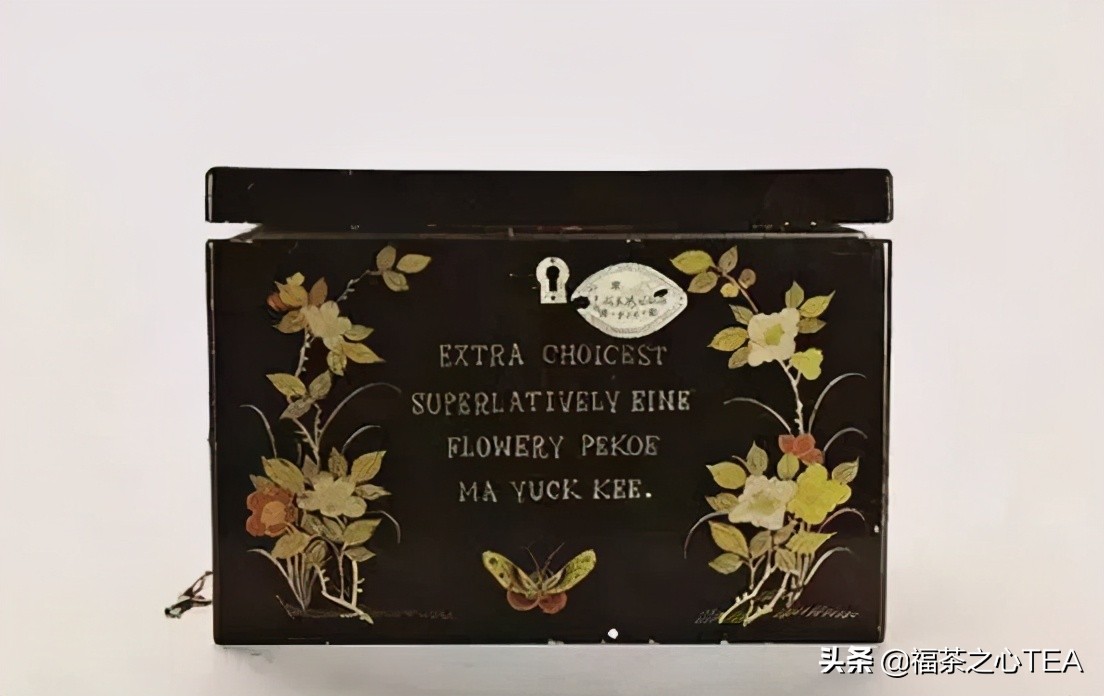 EXTRA CHOICEST
SUPERLATIVELY EINE
FLOWERY PEKOE
MA YUCK KEE.
头条 @福茶之心TEA